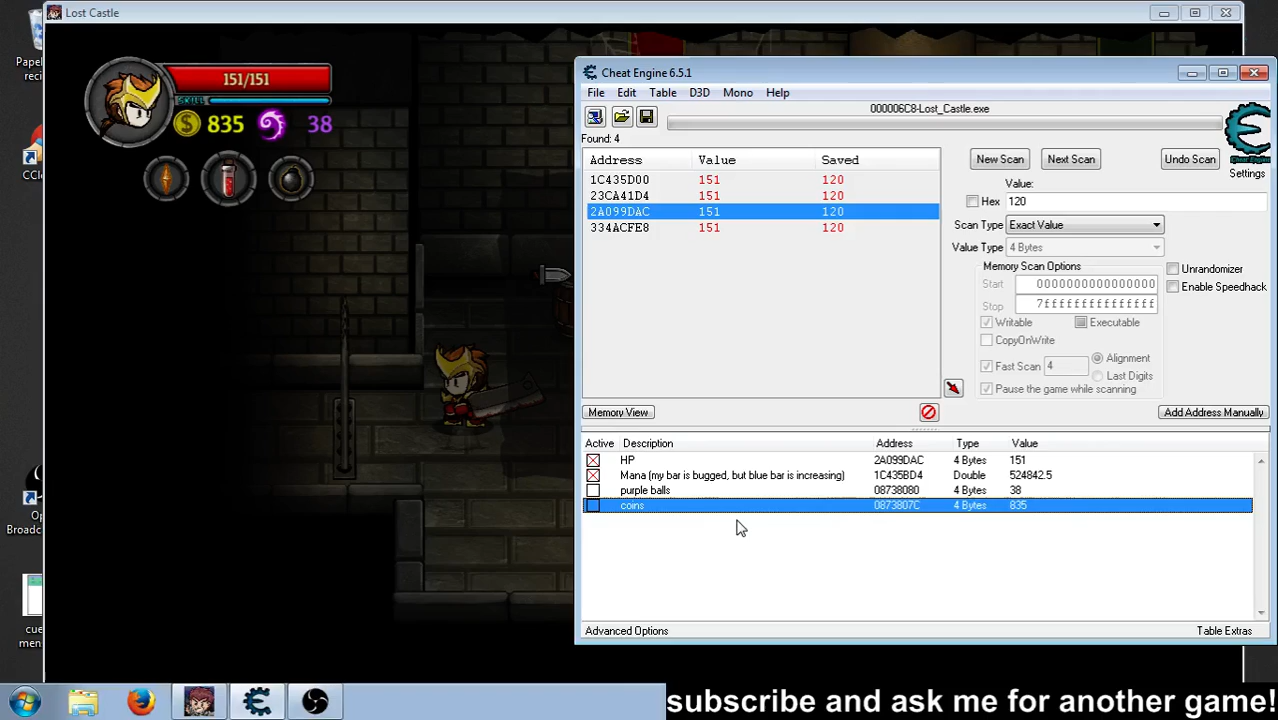 Lost Castle
Papel
reci
CCle
Op
Broadc
cue
men
151/151
SKILL
835 38
Cheat Engine 6.5.1
File Edit Table D3D Mono Help
000006C8-Lost_Castle.exe
Found: 4
Address Value Saved
1C435D00 151 120
23CA41D4 151 120
2A099DAC 151 120
334ACFE8 151 120
New Scan Next Scan Undo Scan
Settings
Value:
Hex 120
Scan Type Exact Value
Value Type 4 Bytes
Memory Scan Options
Start 0000000000000000
Stop 7fffffffffffffff
Writable Executable
CopyOnWrite
Fast Scan 4 Alignment
Last Digits
Pause the game while scanning
Unrandomizer
Enable Speedhack
Memory View Add Address Manually
Active Description Address Type Value
HP 2A099DAC 4 Bytes 151
Mana (my bar is bugged, but blue bar is increasing) 1C435BD4 Double 524842.5
purple balls 08738080 4 Bytes 38
coins 0873807C 4 Bytes 835
Advanced Options Table Extras
subscribe and ask me for another game!